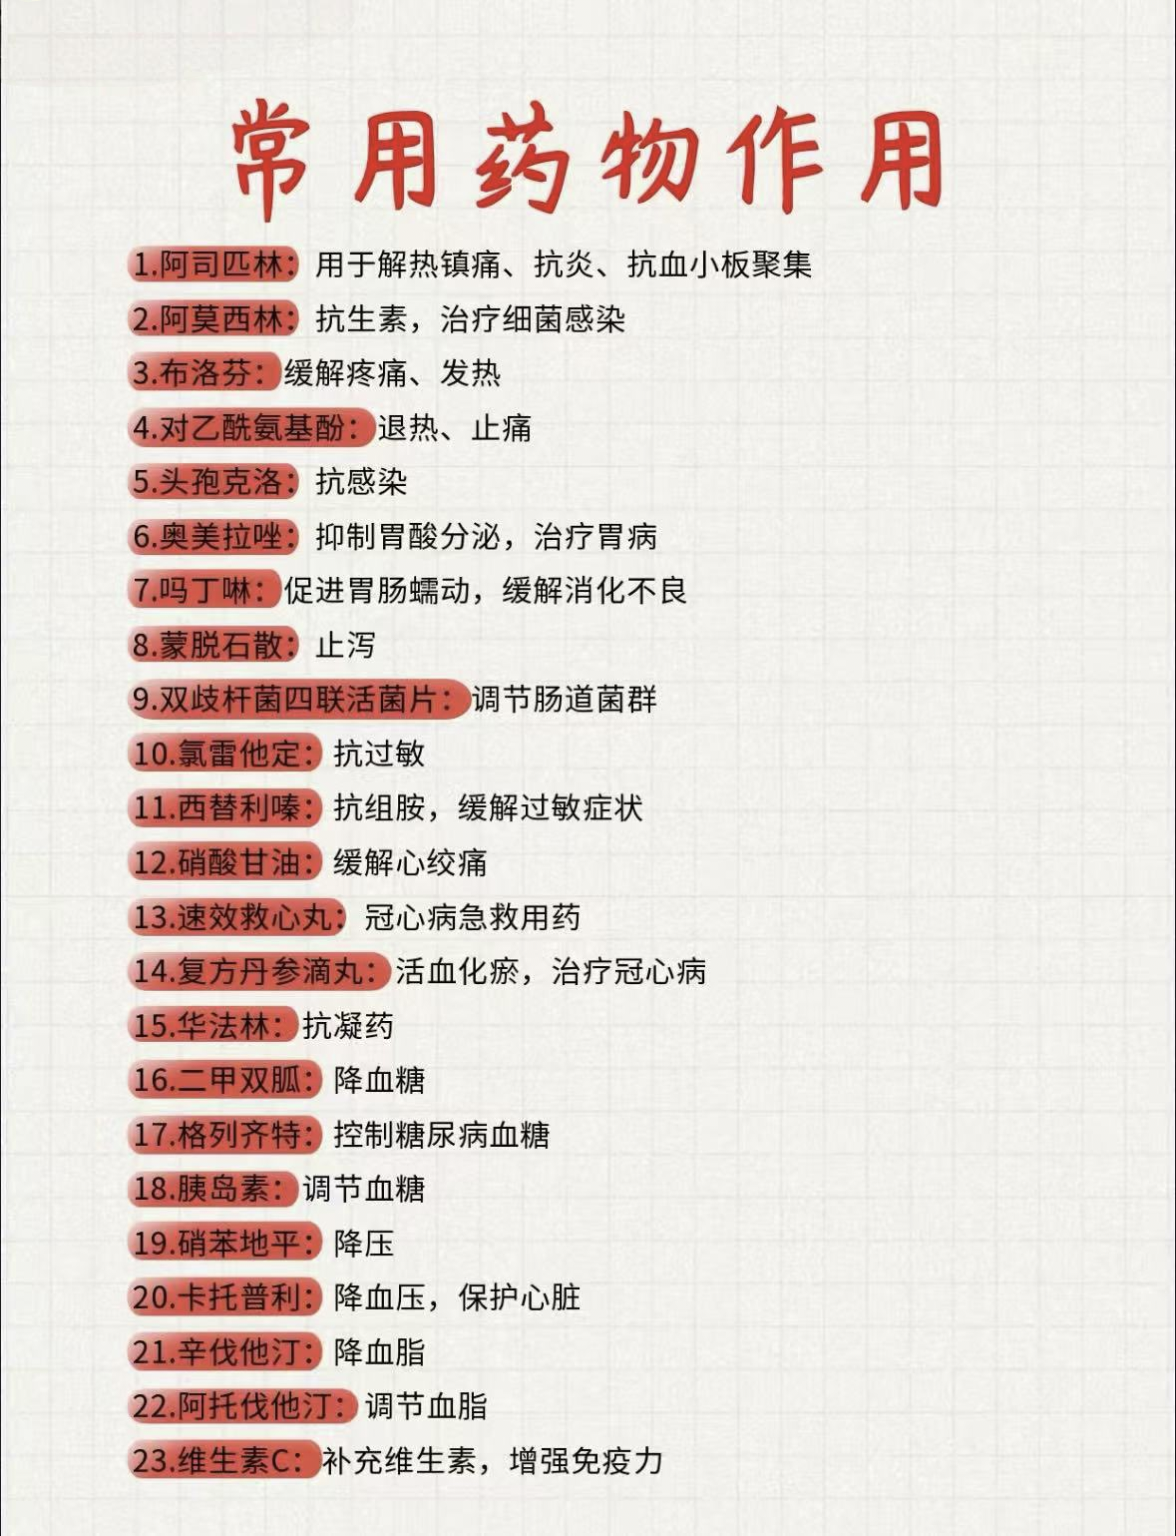 常用药物作用
1.阿司匹林：用于解热镇痛、抗炎、抗血小板聚集
2.阿莫西林：抗生素，治疗细菌感染
3.布洛芬：缓解疼痛、发热
4.对乙酰氨基酚：退热、止痛
5.头孢克洛：抗感染
6.奥美拉唑：抑制胃酸分泌，治疗胃病
7.吗丁啉：促进胃肠蠕动，缓解消化不良
8.蒙脱石散：止泻
9.双歧杆菌四联活菌片：调节肠道菌群
10.氯雷他定：抗过敏
11.西替利嗪：抗组胺，缓解过敏症状
12.硝酸甘油：缓解心绞痛
13.速效救心丸：冠心病急救用药
14.复方丹参滴丸：活血化瘀，治疗冠心病
15.华法林：抗凝药
16.二甲双胍：降血糖
17.格列齐特：控制糖尿病血糖
18.胰岛素：调节血糖
19.硝苯地平：降压
20.卡托普利：降血压，保护心脏
21.辛伐他汀：降血脂
22.阿托伐他汀：调节血脂
23.维生素C：补充维生素，增强免疫力